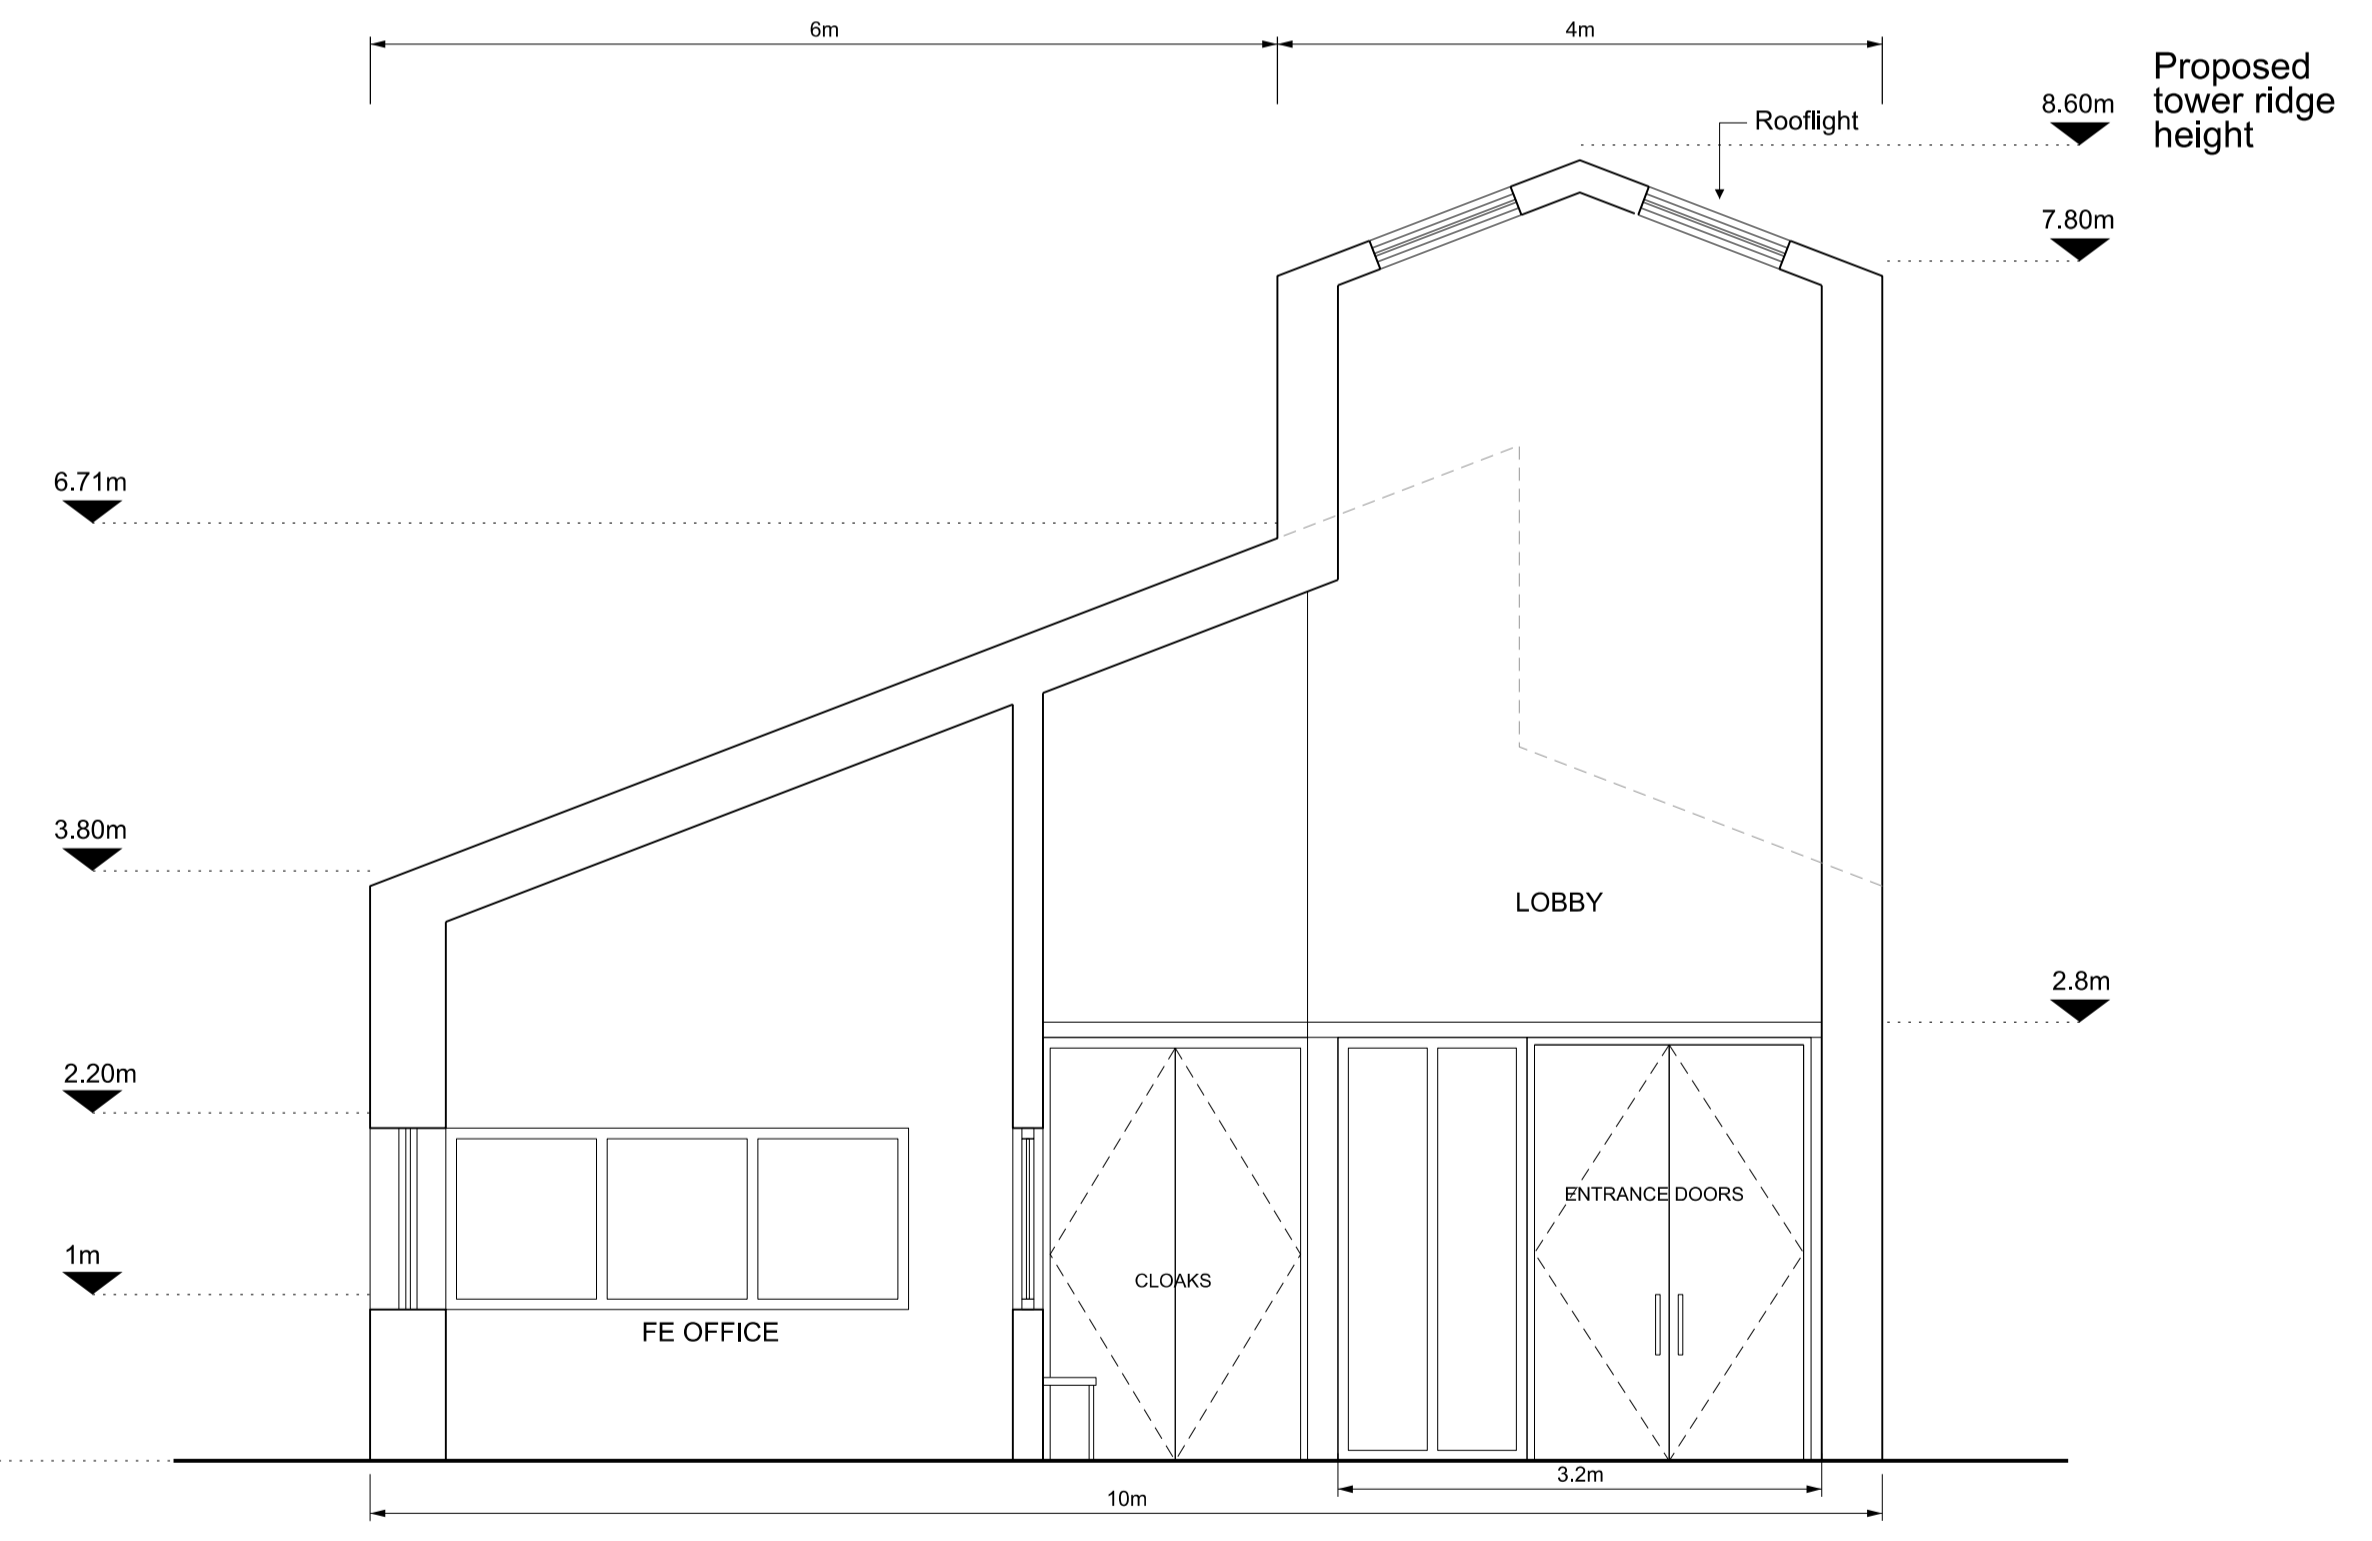 6m
4m
Proposed
tower ridge
height
8.60m
Rooflight
7.80m
6.71m
3.80m
LOBBY
2.8m
2.20m
ENTRANCE DOORS
1m
CLOAKS
FE OFFICE
3.2m
10m